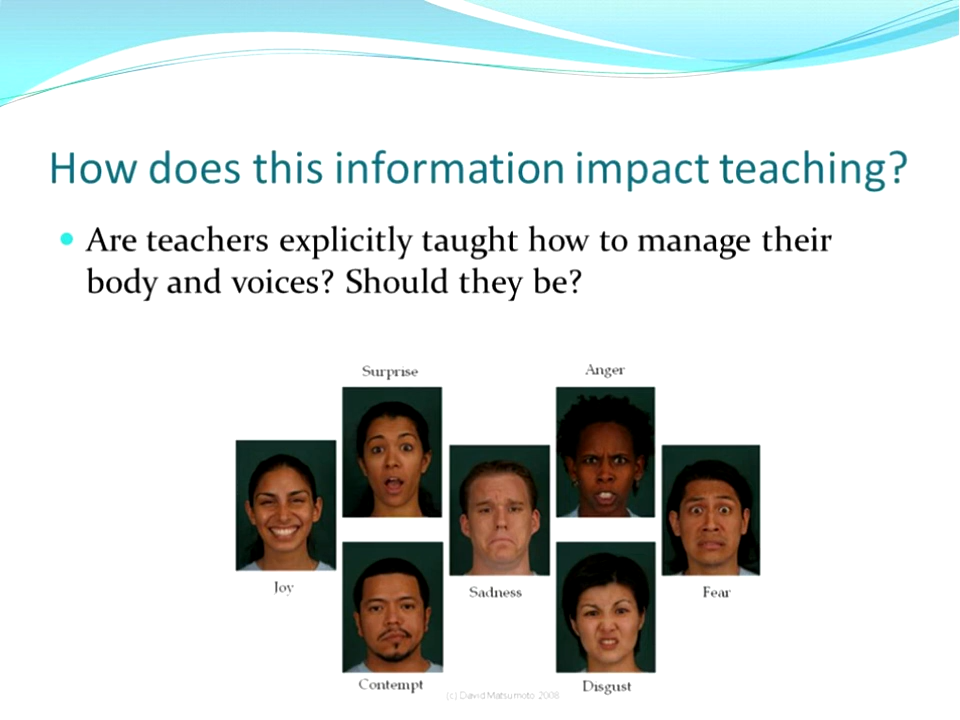 How does this information impact teaching?
Are teachers explicitly taught how to manage their
body and voices? Should they be?
Surprise
Anger
Joy
Sadness
Fear
Contempt
Disgust
(c) David Matsumoto 2008